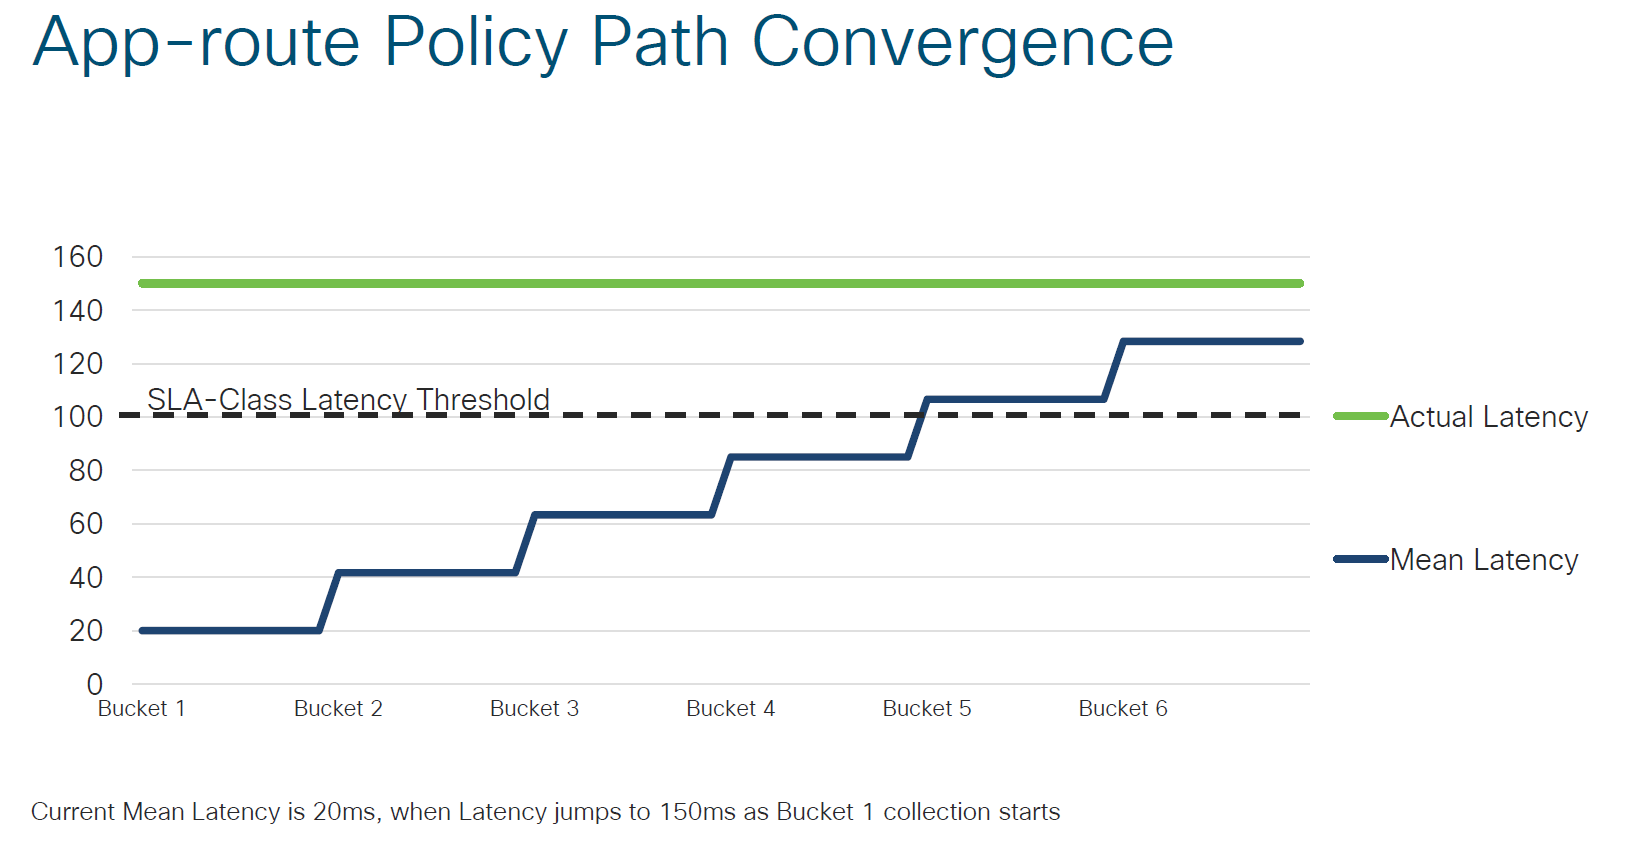 App-route Policy Path Convergence
160
140
120
SLA-Class Latency Threshold
100
80
60
40
20
0
Bucket 1 Bucket 2 Bucket 3 Bucket 4 Bucket 5 Bucket 6
Actual Latency
Mean Latency
Current Mean Latency is 20ms, when Latency jumps to 150ms as Bucket 1 collection starts